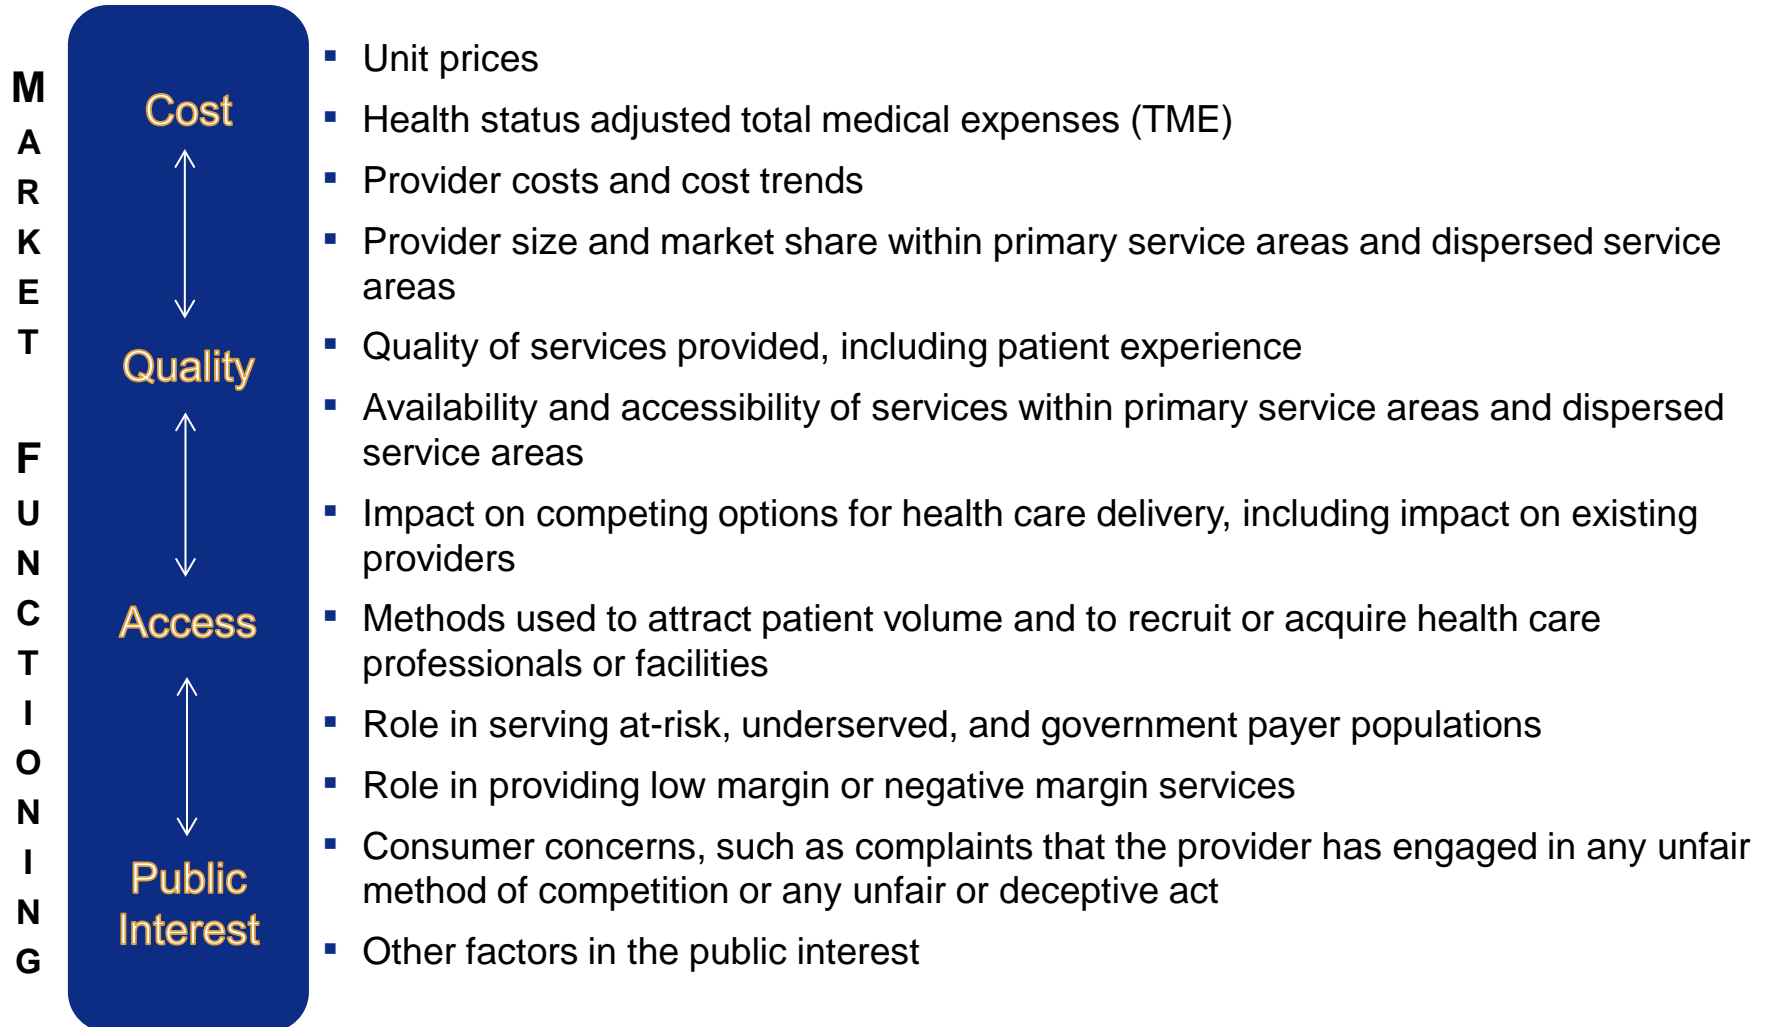 MARKET FUNCTIONING
Cost
Quality
Access
Public
Interest
▪ Unit prices
▪ Health status adjusted total medical expenses (TME)
▪ Provider costs and cost trends
▪ Provider size and market share within primary service areas and dispersed service
areas
▪ Quality of services provided, including patient experience
▪ Availability and accessibility of services within primary service areas and dispersed
service areas
▪ Impact on competing options for health care delivery, including impact on existing
providers
▪ Methods used to attract patient volume and to recruit or acquire health care
professionals or facilities
▪ Role in serving at-risk, underserved, and government payer populations
▪ Role in providing low margin or negative margin services
▪ Consumer concerns, such as complaints that the provider has engaged in any unfair
method of competition or any unfair or deceptive act
▪ Other factors in the public interest